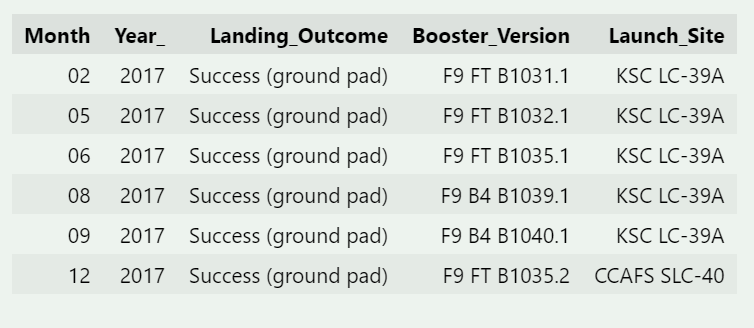 Month Year_ Landing_Outcome Booster_Version Launch_Site
02 2017 Success (ground pad) F9 FT B1031.1 KSC LC-39A
05 2017 Success (ground pad) F9 FT B1032.1 KSC LC-39A
06 2017 Success (ground pad) F9 FT B1035.1 KSC LC-39A
08 2017 Success (ground pad) F9 B4 B1039.1 KSC LC-39A
09 2017 Success (ground pad) F9 B4 B1040.1 KSC LC-39A
12 2017 Success (ground pad) F9 FT B1035.2 CCAFS SLC-40